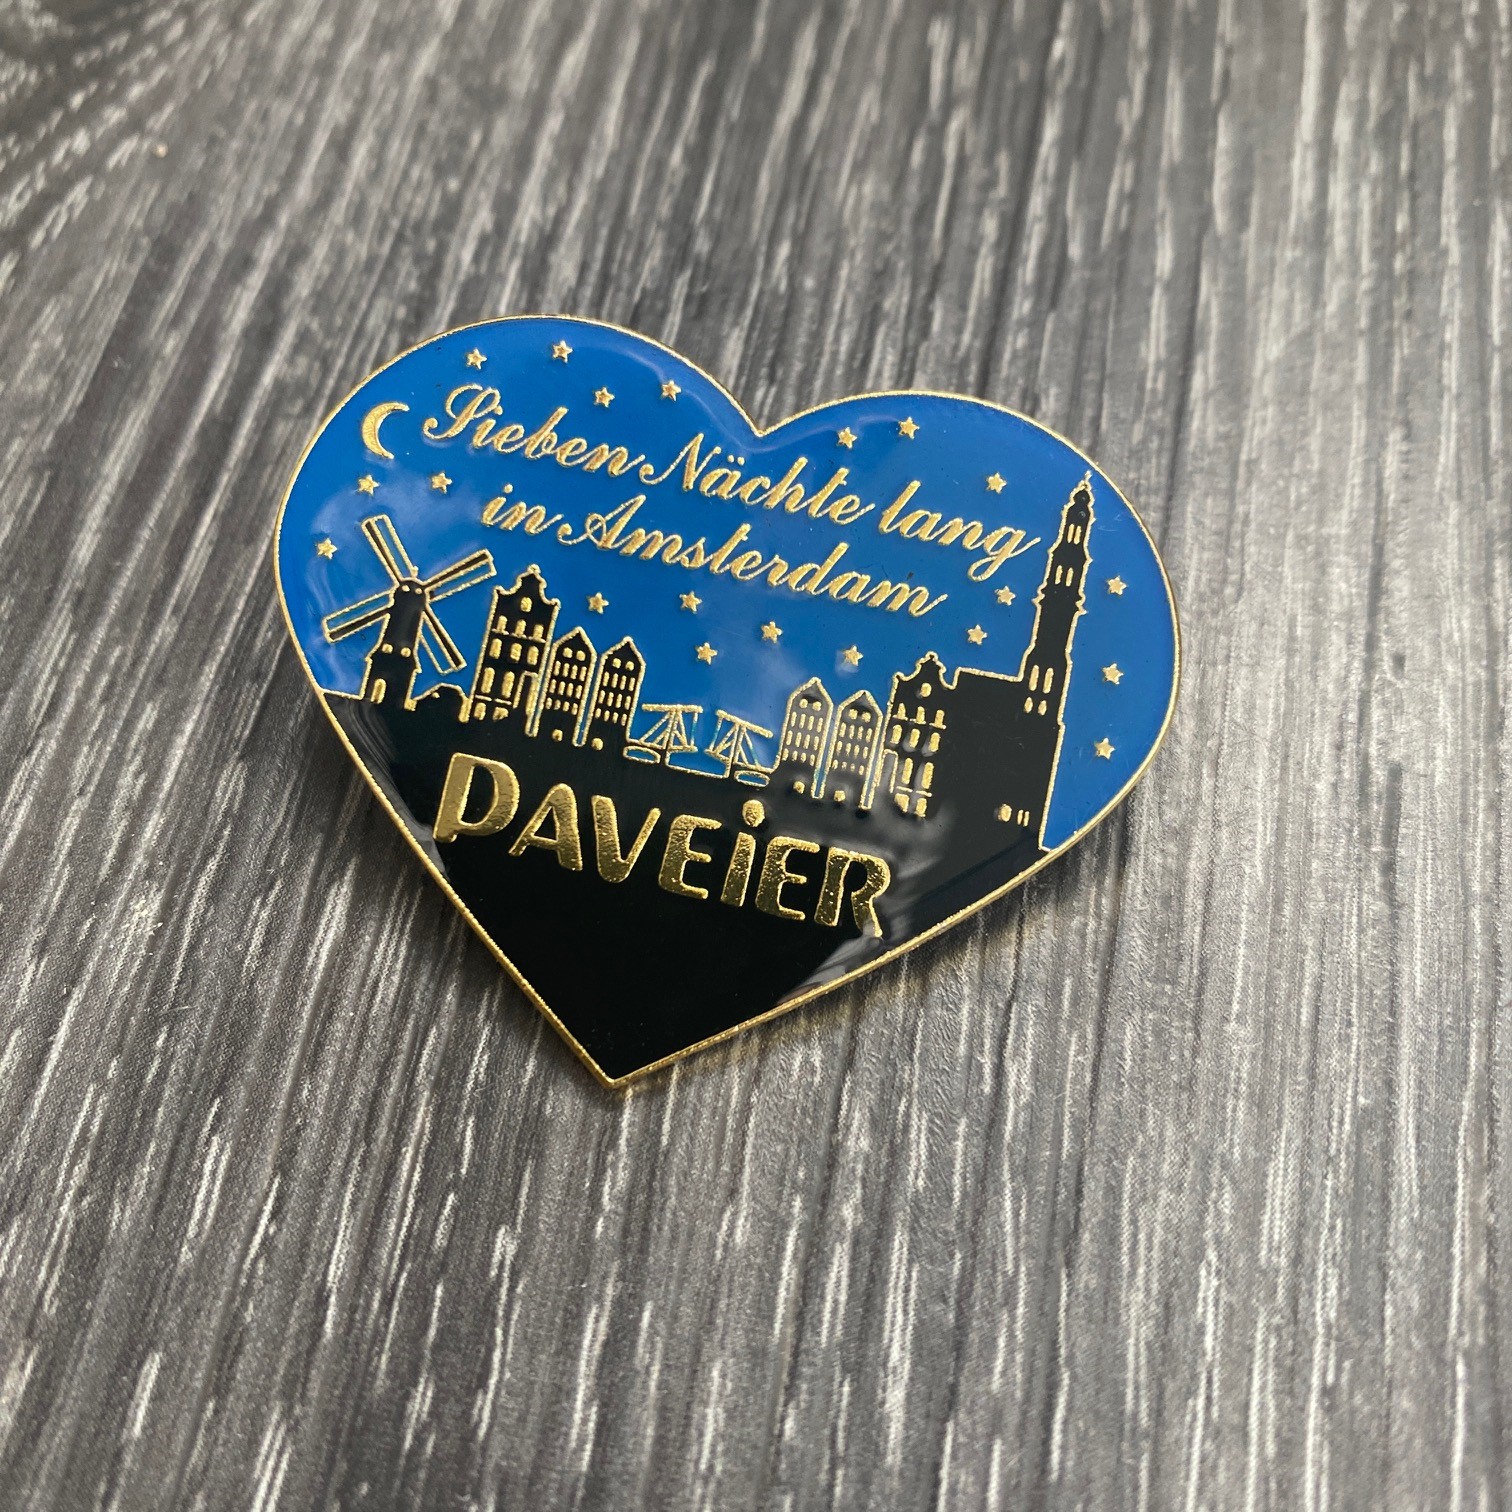 Sieben Nächte lang
in Amsterdam
PAVEiER